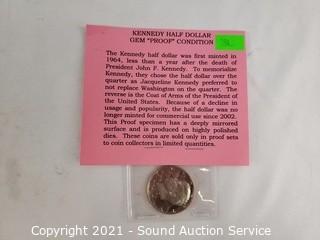 KENNEDY HALF DOLLAR
GEM "PROOF" CONDITION
The Kennedy half dollar was first minted in
1964, less than a year after the death of
President John F. Kennedy. To memorialize
Kennedy, they chose the half dollar over the
quarter as Jacqueline Kennedy preferred to
not replace Washington on the quarter. The
reverse is the Coat of Arms of the President of
the United States. Because of a decline in
usage and popularity, the half dollar was no
longer minted for commercial use since 2002.
This Proof specimen has a deeply mirrored
surface and is produced on highly polished
dies. These coins are sold only in proof sets
to coin collectors in limited quantities.
Copyright 2021 - Sound Auction Service